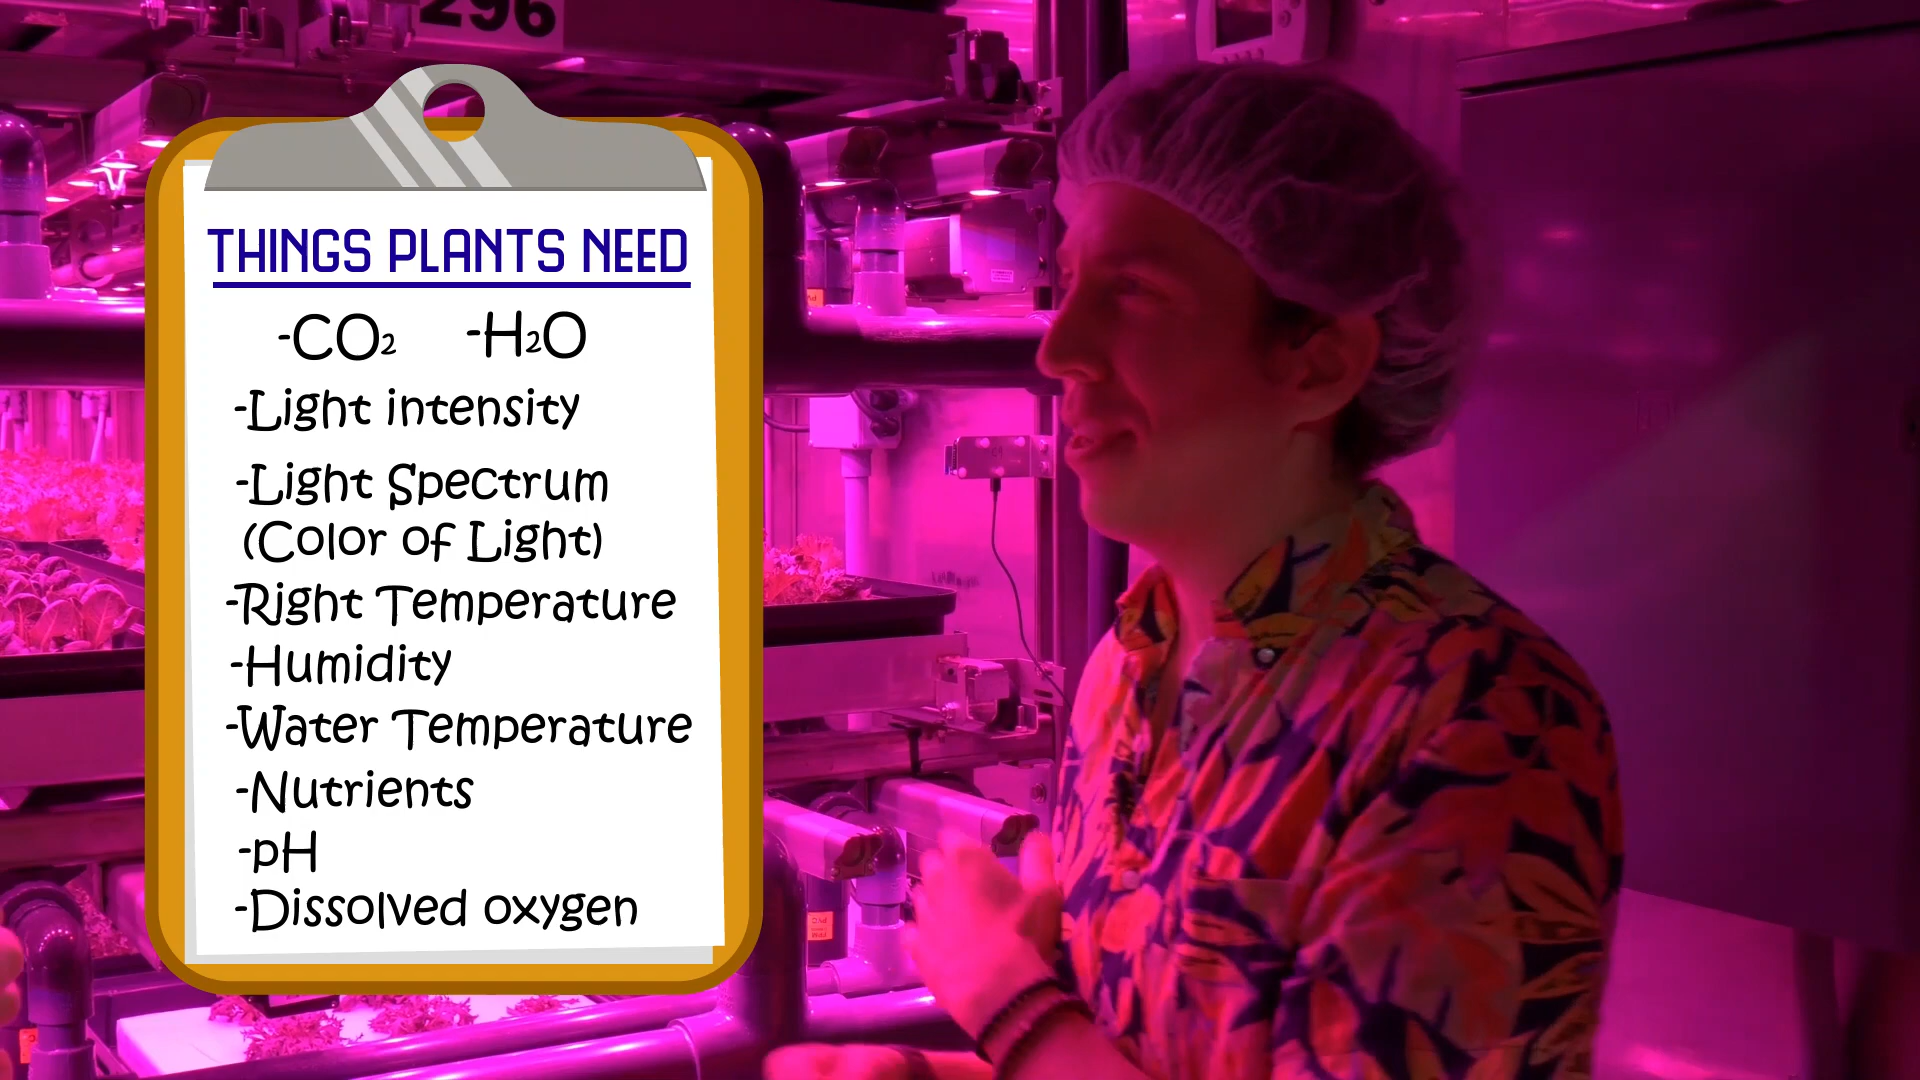 296
THINGS PLANTS NEED
-CO₂ -H₂O
-Light intensity
-Light Spectrum
(Color of Light)
-Right Temperature
-Humidity
-Water Temperature
-Nutrients
-pH
-Dissolved oxygen